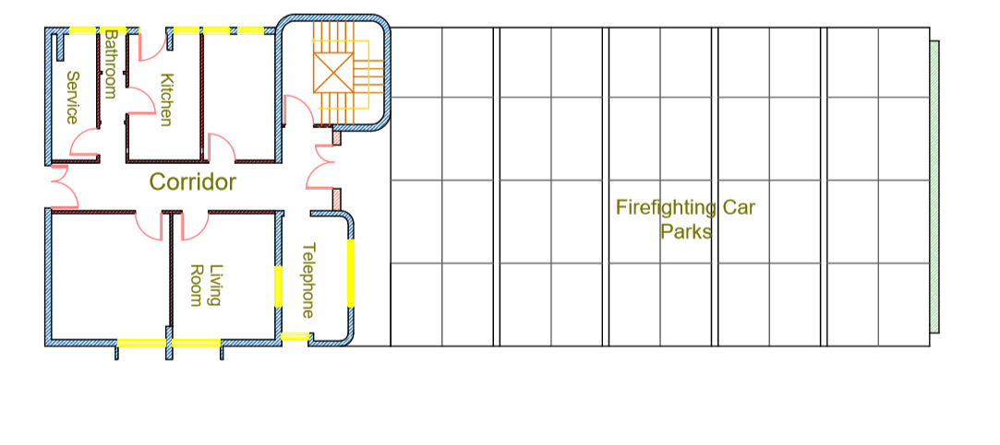 Bathroom
Service
Kitchen
Corridor
Firefighting Car
Parks
Living
Room
Telephone